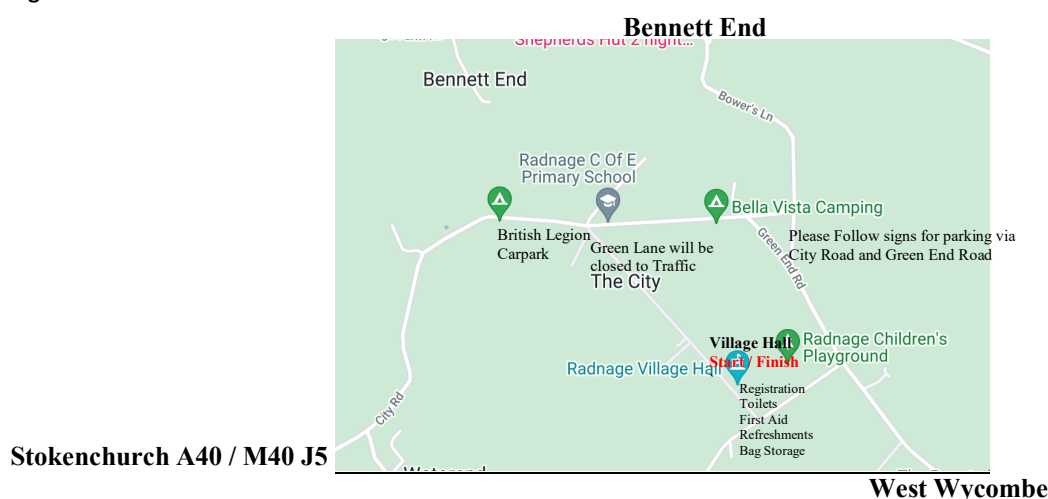 Bennett End
Shepherds Hut 2 night...
Bennett End
Bower's Ln
Radnage C Of E
Primary School
Bella Vista Camping
British Legion
Carpark
Green Lane will be
closed to Traffic
Please Follow signs for parking via
City Road and Green End Road
Green End Rd
The City
Village Hall
Start / Finish
Radnage Children's
Playground
Radnage Village Hall
Registration
Toilets
First Aid
Refreshments
Bag Storage
City Rd
Stokenchurch A40 / M40 J5
West Wycombe